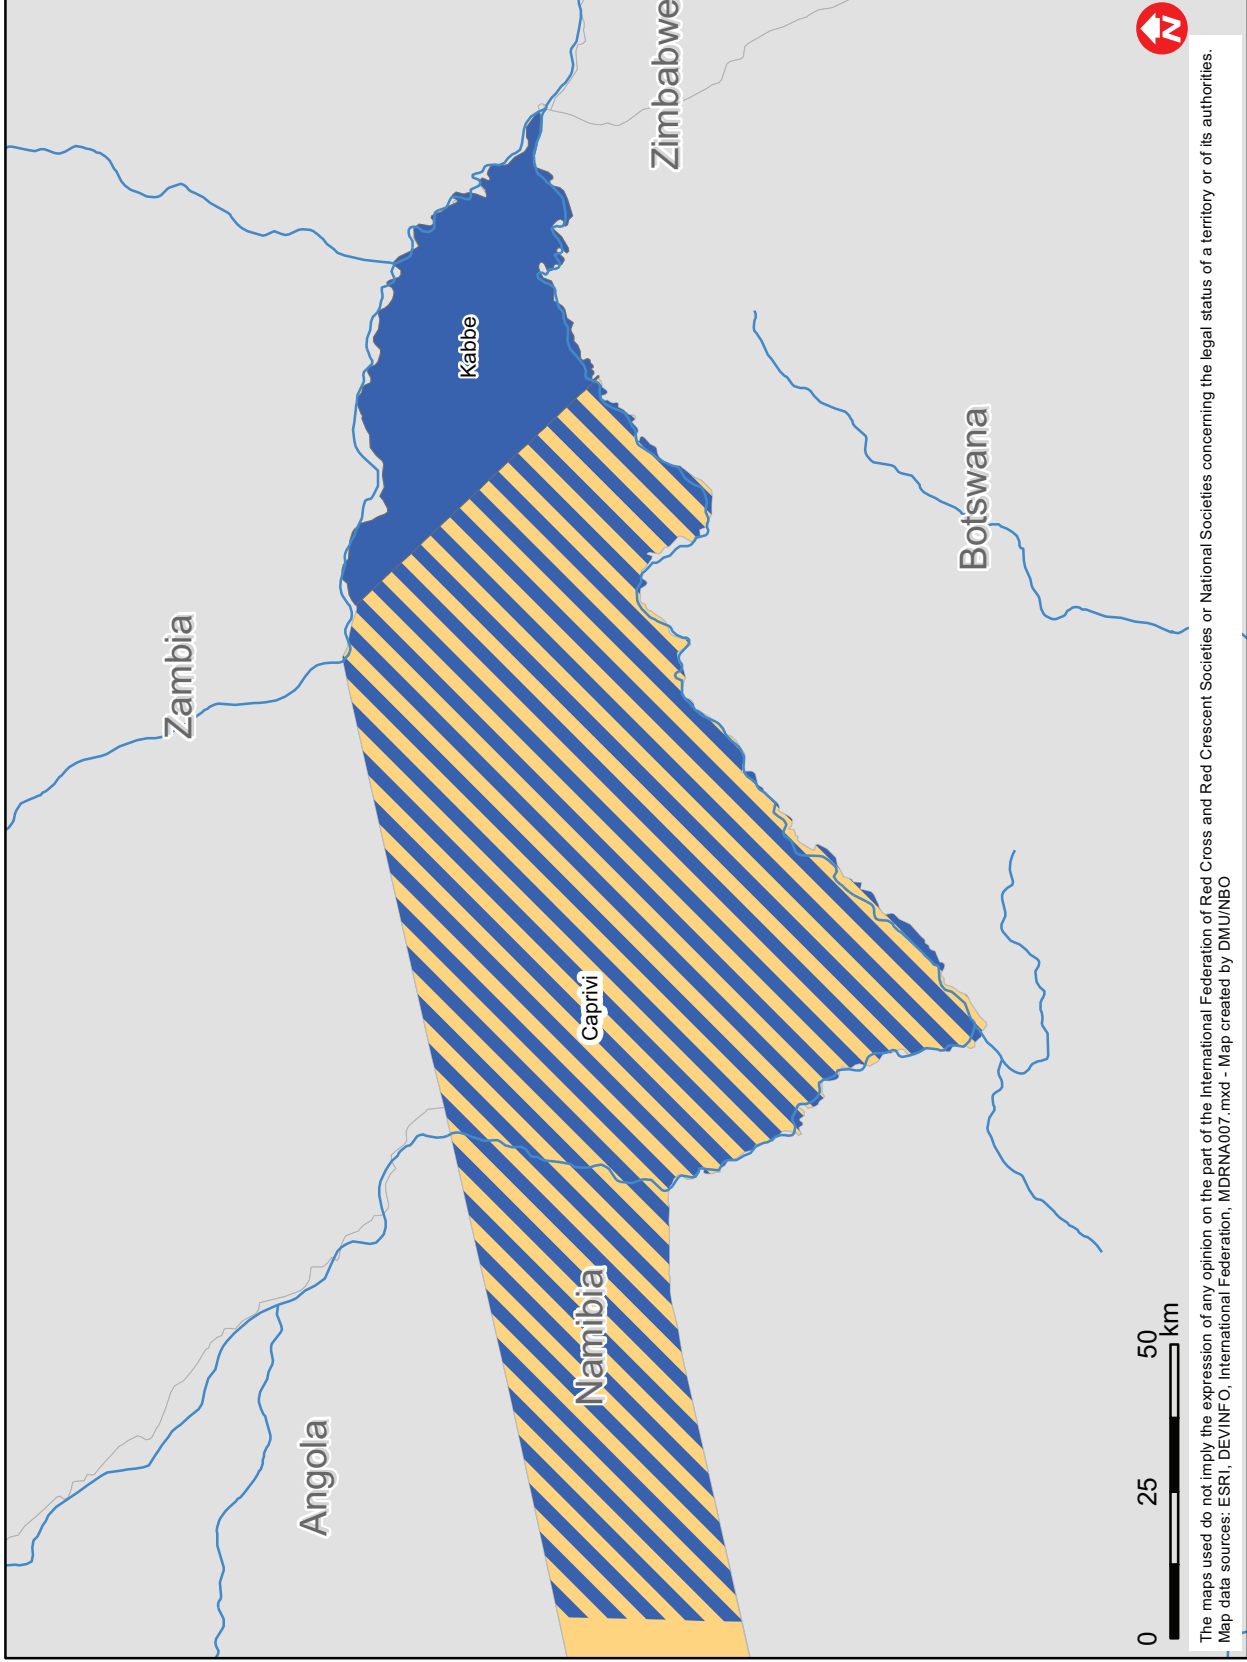 Zambia
Angola
Zimbabwe
Kabbe
Caprivi
Namibia
Botswana
N
0 25 50
km
The maps used do not imply the expression of any opinion on the part of the International Federation of Red Cross and Red Crescent Societies or National Societies concerning the legal status of a territory or of its authorities.
Map data sources: ESRI, DEVINFO, International Federation, MDRNA007.mxd - Map created by DMU/NBO